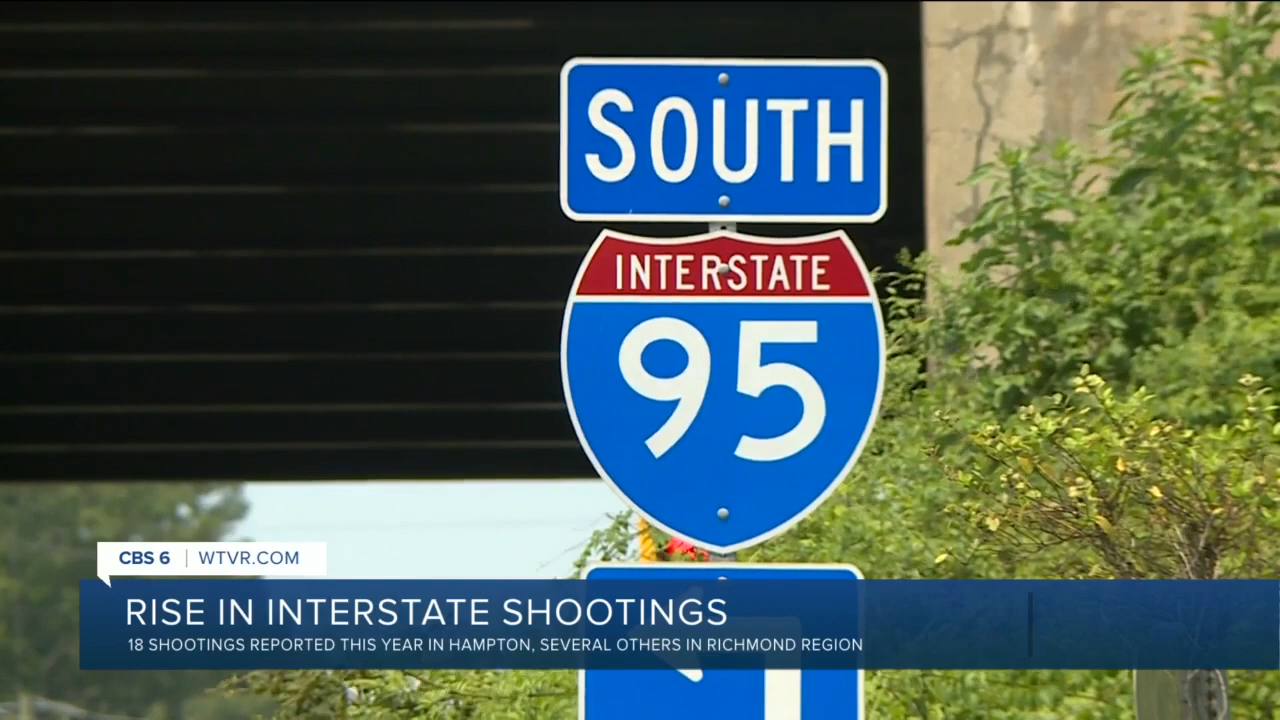 SOUTH
INTERSTATE
95
CBS 6 | WTVR.COM
RISE IN INTERSTATE SHOOTINGS
18 SHOOTINGS REPORTED THIS YEAR IN HAMPTON, SEVERAL OTHERS IN RICHMOND REGION